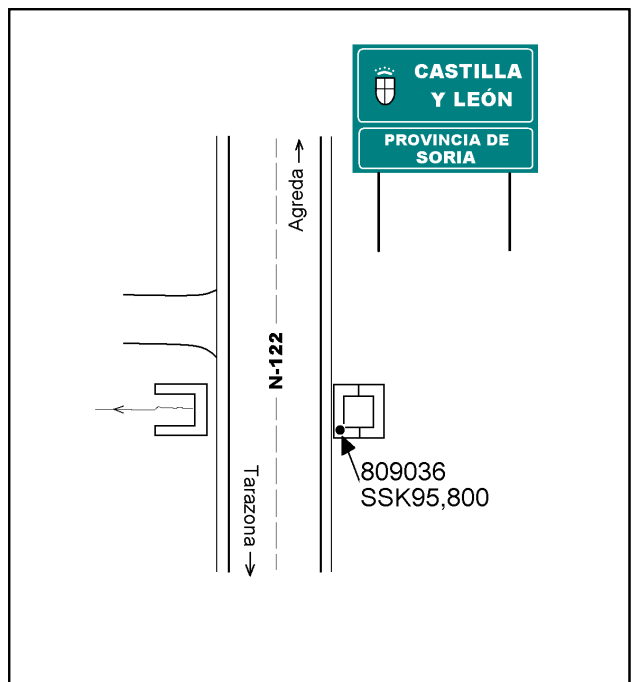 CASTILLA
Y LEÓN
PROVINCIA DE
SORIA
Agreda
N-122
Tarazona
809036
SSK95,800